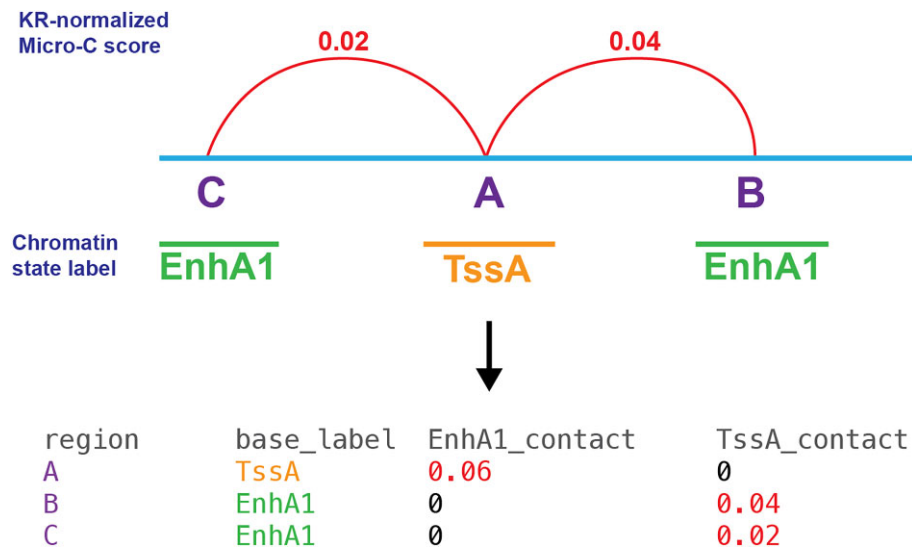 KR-normalized
Micro-C score
0.02 0.04
C A B
Chromatin
state label
EnhA1 TssA EnhA1
region base_label EnhA1_contact TssA_contact
A TssA 0.06 0
B EnhA1 0 0.04
C EnhA1 0 0.02